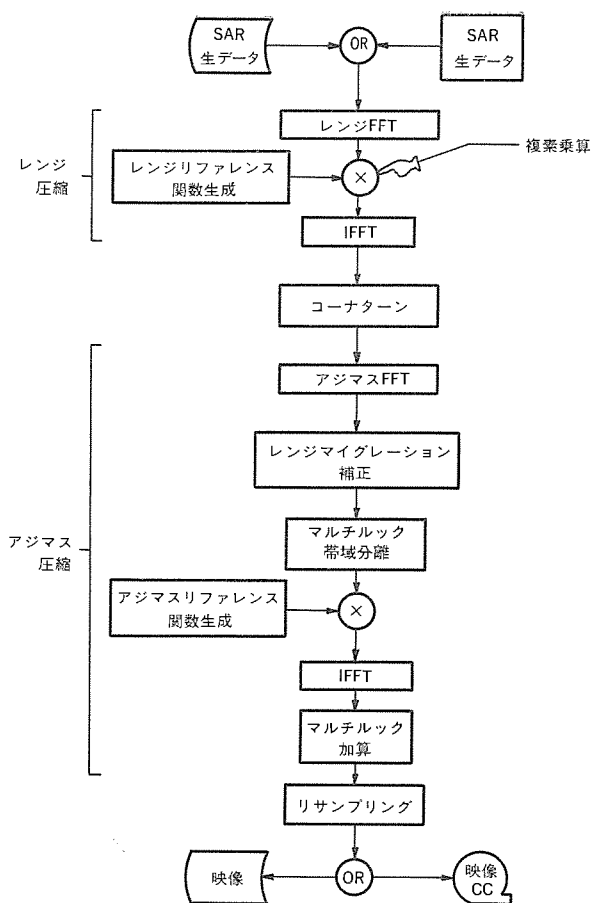 SAR
生データ
OR
SAR
生データ
レンジFFT
レンジ
圧縮
レンジリファレンス
関数生成
×
複素乗算
IFFT
コーナターン
アジマスFFT
レンジマイグレーション
補正
マルチルック
帯域分離
アジマス
圧縮
アジマスリファレンス
関数生成
×
IFFT
マルチルック
加算
リサンプリング
映像
OR
映像
CC